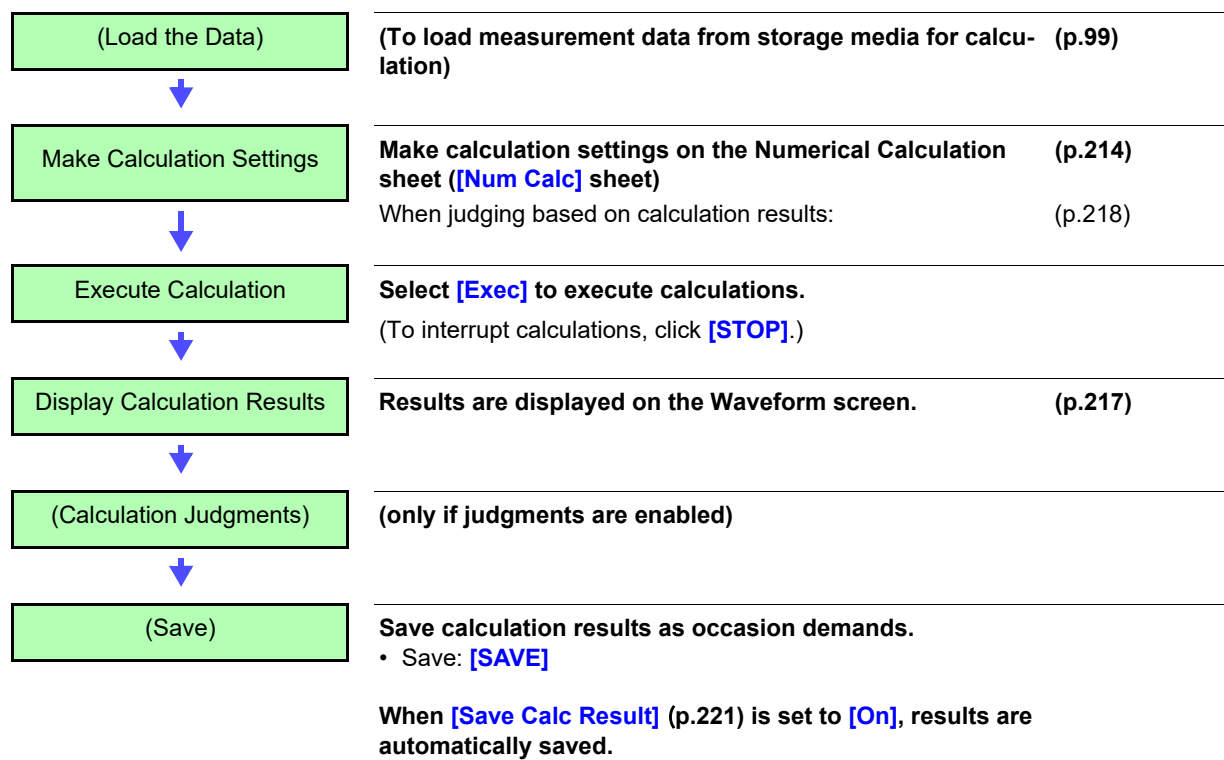 (Load the Data)
(To load measurement data from storage media for calcu- (p.99)
lation)
Make Calculation Settings
Make calculation settings on the Numerical Calculation (p.214)
sheet ([Num Calc] sheet)
When judging based on calculation results: (p.218)
Execute Calculation
Select [Exec] to execute calculations.
(To interrupt calculations, click [STOP].)
Display Calculation Results
Results are displayed on the Waveform screen. (p.217)
(Calculation Judgments)
(only if judgments are enabled)
(Save)
Save calculation results as occasion demands.
• Save: [SAVE]
When [Save Calc Result] (p.221) is set to [On], results are
automatically saved.